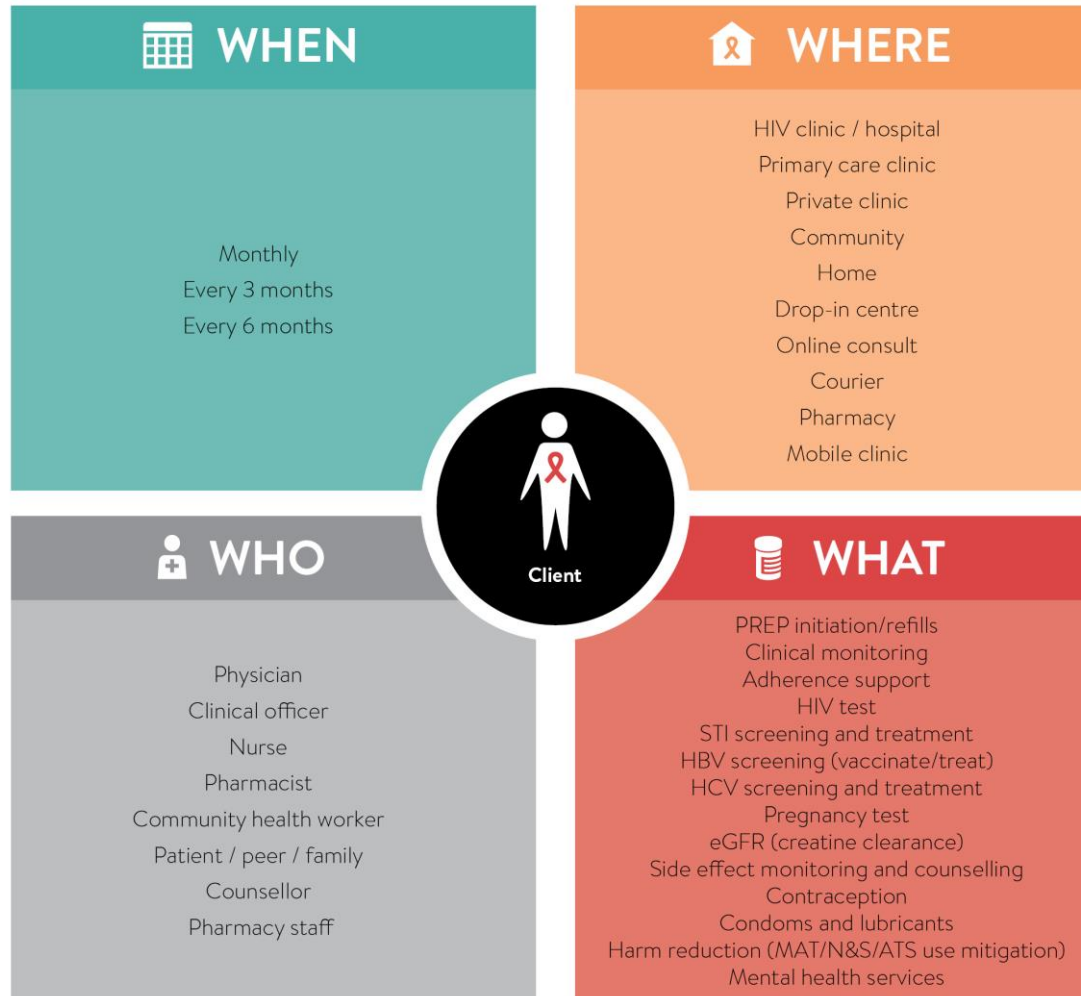 WHEN
Monthly
Every 3 months
Every 6 months
WHERE
HIV clinic / hospital
Primary care clinic
Private clinic
Community
Home
Drop-in centre
Online consult
Courier
Pharmacy
Mobile clinic
Client
WHO
Physician
Clinical officer
Nurse
Pharmacist
Community health worker
Patient / peer / family
Counsellor
Pharmacy staff
WHAT
PREP initiation/refills
Clinical monitoring
Adherence support
HIV test
STI screening and treatment
HBV screening (vaccinate/treat)
HCV screening and treatment
Pregnancy test
eGFR (creatine clearance)
Side effect monitoring and counselling
Contraception
Condoms and lubricants
Harm reduction (MAT/N&S/ATS use mitigation)
Mental health services